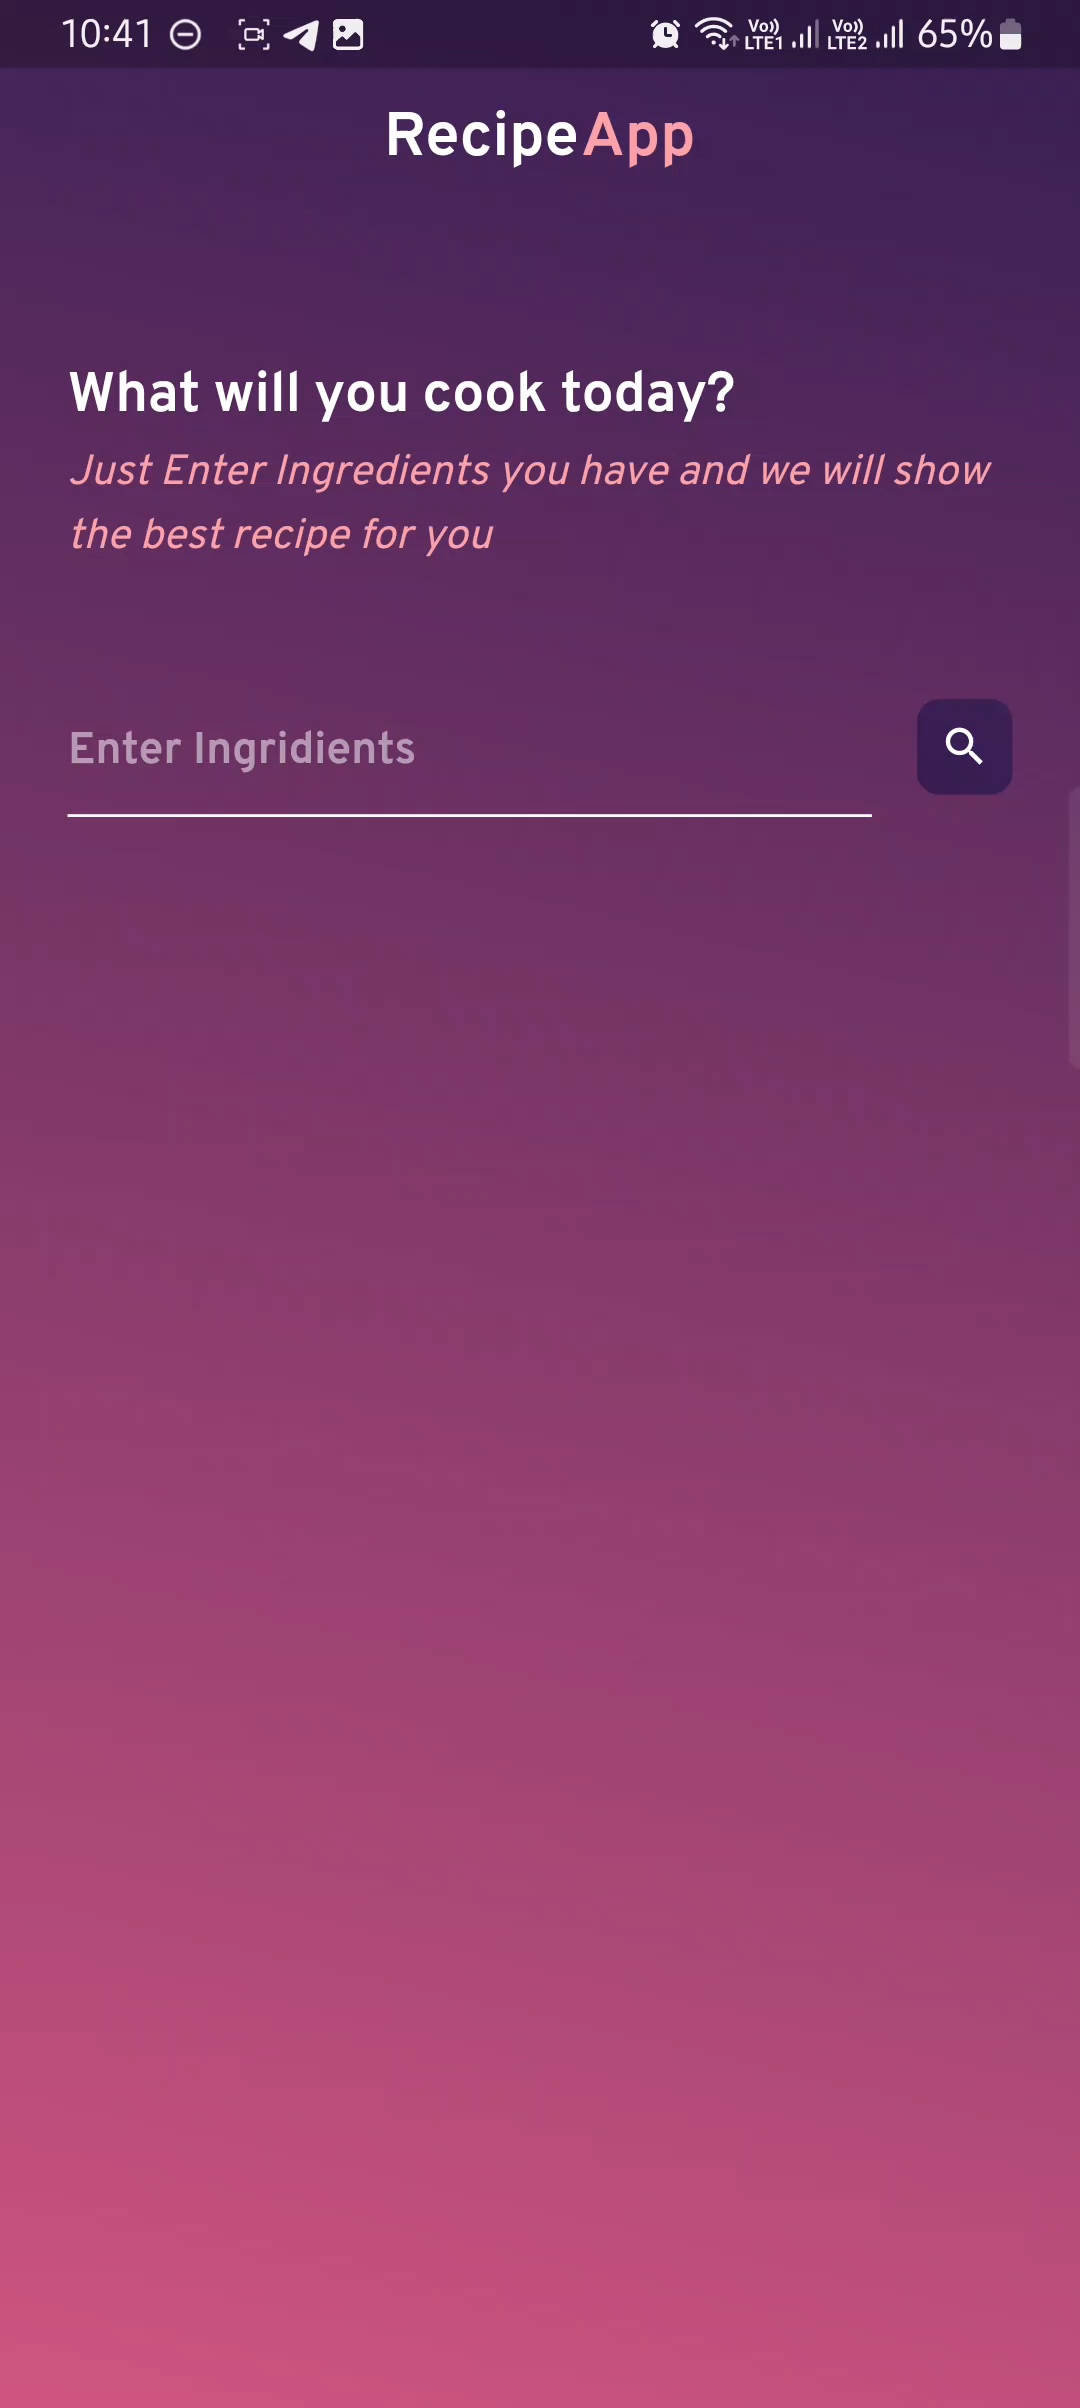 10:41 Vo)) LTE1 Vo)) LTE2 65%
RecipeApp
What will you cook today?
Just Enter Ingredients you have and we will show
the best recipe for you
Enter Ingridients